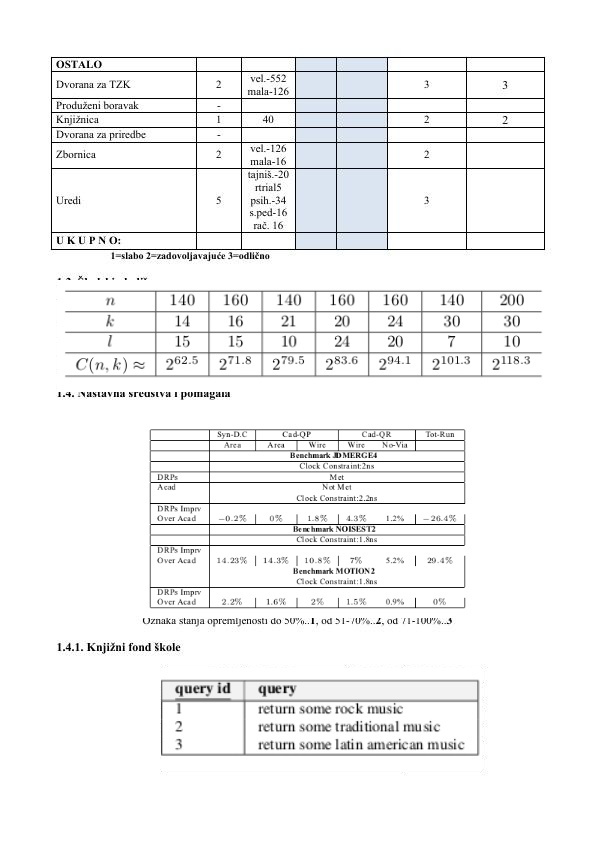 OSTALO
Dvorana za TZK 2 vel.-552 mala-126 3 3
Produženi boravak -
Knjižnica 1 40 2 2
Dvorana za priredbe -
Zbornica 2 vel.-126 mala-16 2
Uredi 5 tajniš.-20 rtrial5 psih.-34 s.ped-16 rač. 16 3
U K U P N O:
1=slabo 2=zadovoljavajuće 3=odlično
n 140 160 140 160 160 140 200
k 14 16 21 20 24 30 30
l 15 15 10 24 20 7 10
C(n, k) ≈ 2^62.5 2^71.8 2^79.5 2^83.6 2^94.1 2^101.3 2^118.3
1.4. Nastavna sredstva i pomagala
Syn-D.C Cad-QP Cad-QR Tot-Run
Area Area Wire Wire No-Via
Benchmark JDMERGE4
Clock Constraint:2ns
DRPs Met
Acad Not Met
Clock Constraint:2.2ns
DRPs Imprv
Over Acad −0.2% 0% 1.8% 4.3% 1.2% −26.4%
Benchmark NOISEST2
Clock Constraint:1.8ns
DRPs Imprv
Over Acad 14.23% 14.3% 10.8% 7% 5.2% 29.4%
Benchmark MOTION2
Clock Constraint:1.8ns
DRPs Imprv
Over Acad 2.2% 1.6% 2% 1.5% 0.9% 0%
Oznaka stanja opremljenosti do 50%..1, od 51-70%..2, od 71-100%..3
1.4.1. Knjižni fond škole
query id query
1 return some rock music
2 return some traditional music
3 return some latin american music